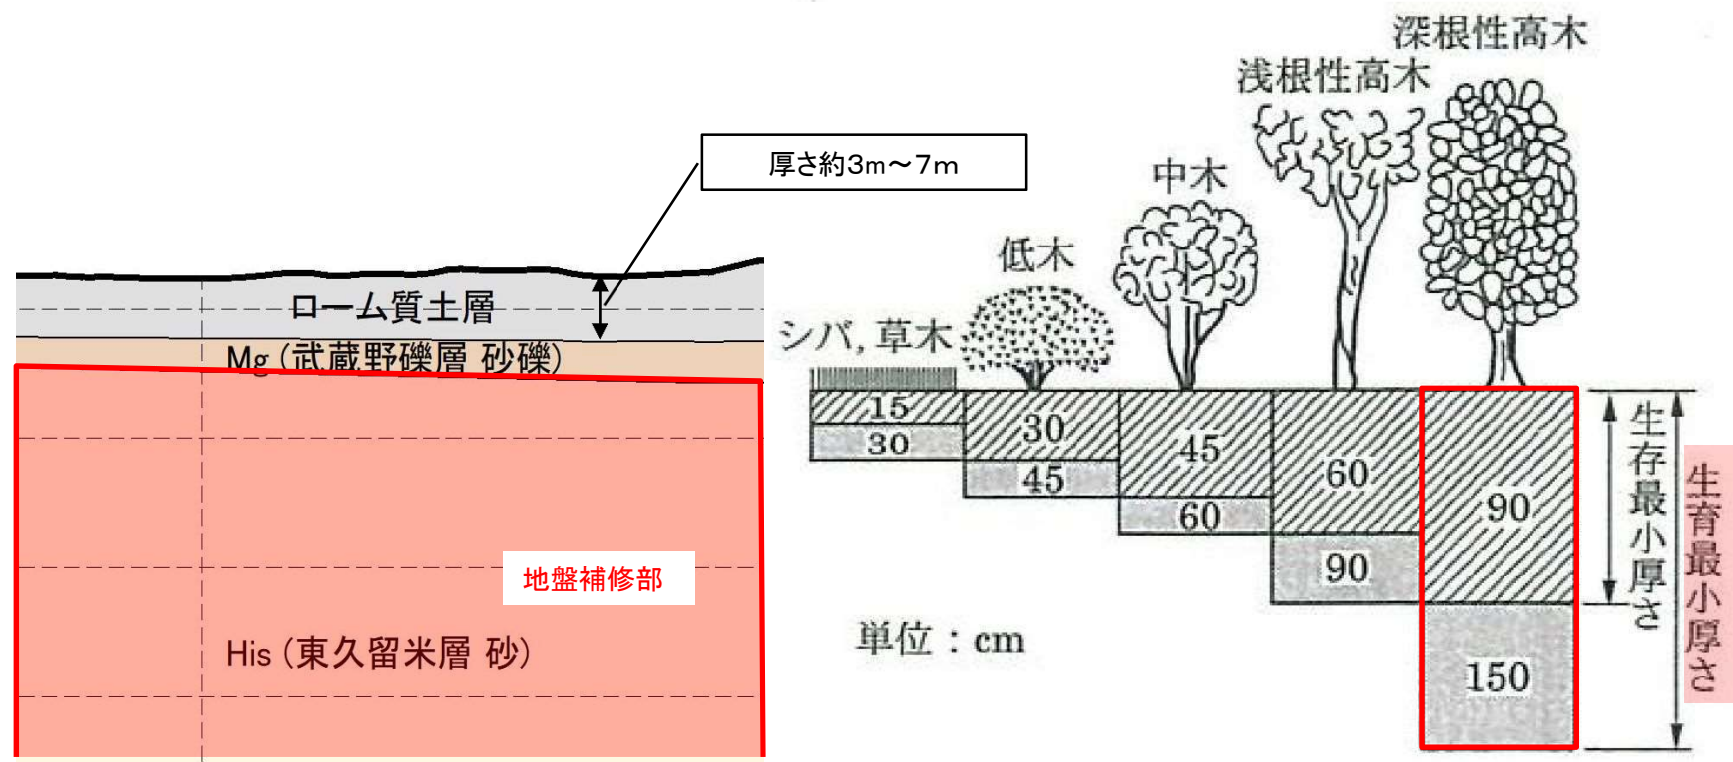 厚さ約3m～7m
ローム質土層
Mg (武蔵野礫層 砂礫)
地盤補修部
His (東久留米層 砂)
深根性高木
浅根性高木
中木
低木
シバ, 草木
15
30
30
45
45
60
60
90
90
150
生存最小厚さ
生育最小厚さ
単位：cm